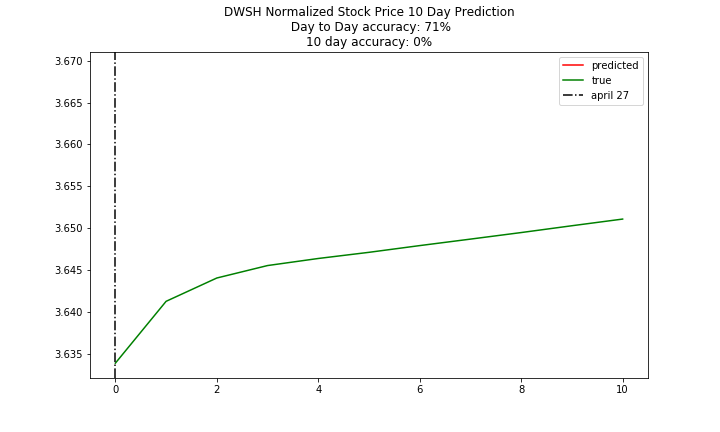 DWSH Normalized Stock Price 10 Day Prediction
Day to Day accuracy: 71%
10 day accuracy: 0%
predicted
true
april 27
3.670
3.665
3.660
3.655
3.650
3.645
3.640
3.635
0 2 4 6 8 10